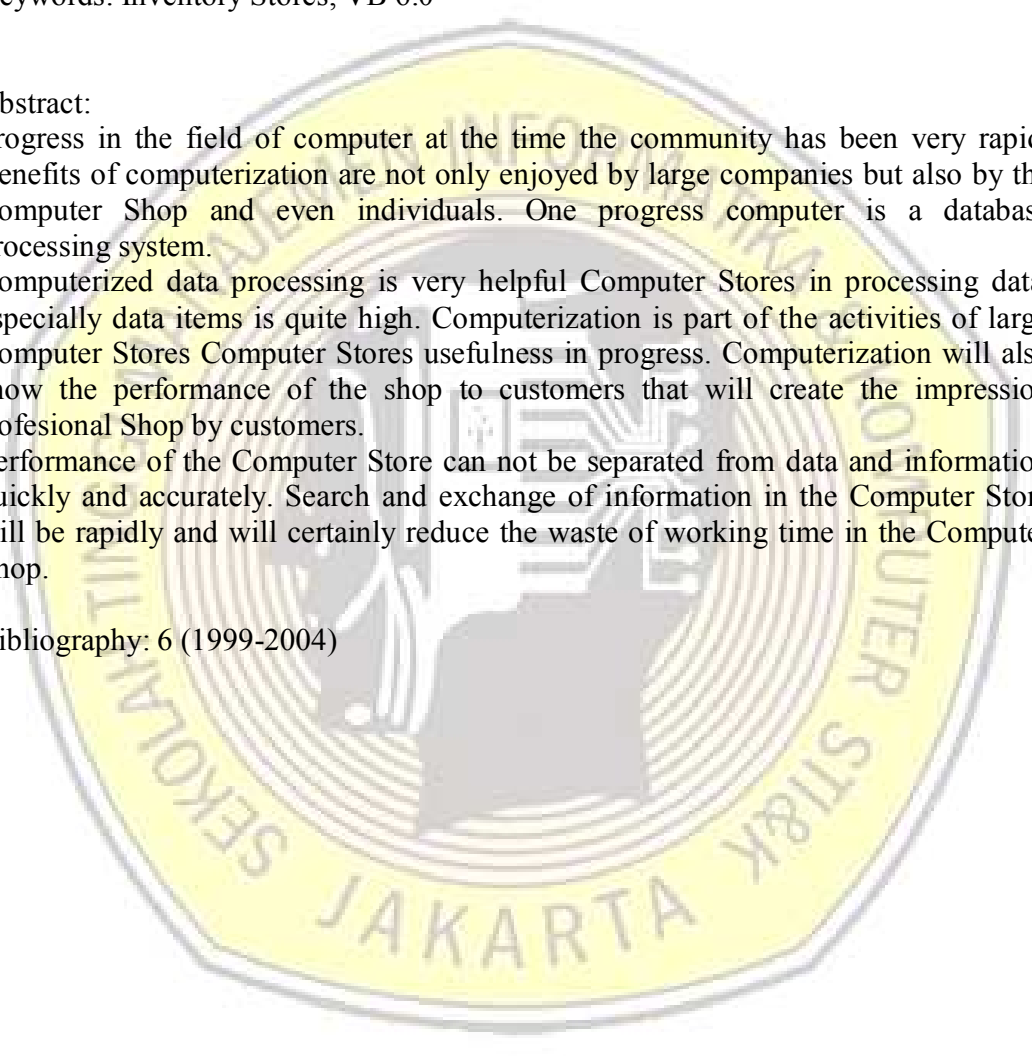 eywords: Inventory Stores, VB 6.0
bstract:
rogress in the field of computer at the time the community has been very rapid
enefits of computerization are not only enjoyed by large companies but also by th
omputer Shop and even individuals. One progress computer is a databas
rocessing system.
omputerized data processing is very helpful Computer Stores in processing data
specially data items is quite high. Computerization is part of the activities of larg
omputer Stores Computer Stores usefulness in progress. Computerization will als
how the performance of the shop to customers that will create the impressio
rofesional Shop by customers.
erformance of the Computer Store can not be separated from data and informatio
uickly and accurately. Search and exchange of information in the Computer Stor
ill be rapidly and will certainly reduce the waste of working time in the Compute
hop.
ibliography: 6 (1999-2004)
SEKOLAH TINGGI MANAJEMEN INFORMATIKA & KOMPUTER STI&K
JAKARTA